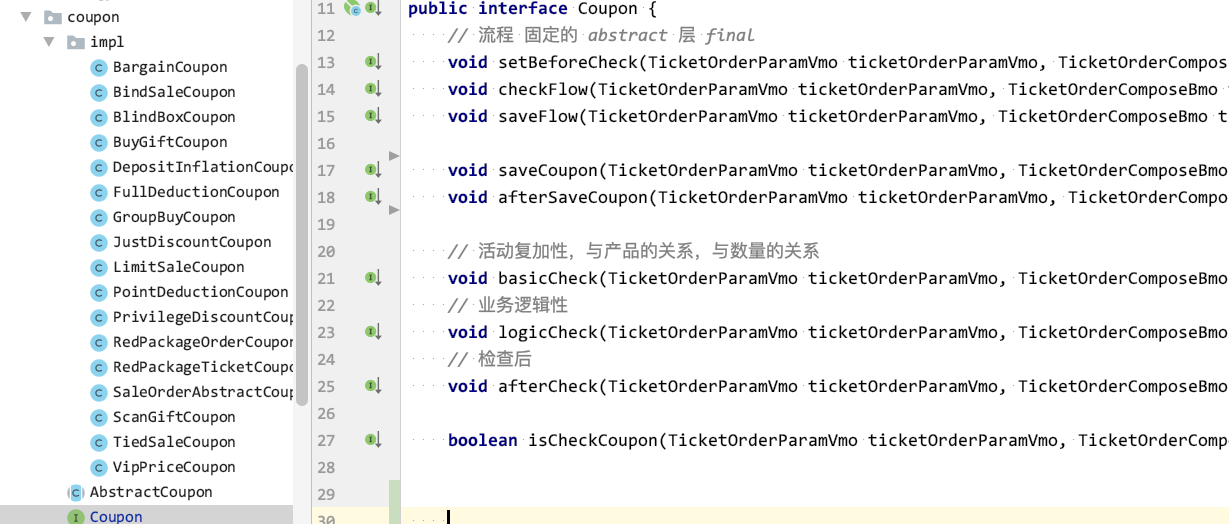 coupon
impl
BargainCoupon
BindSaleCoupon
BlindBoxCoupon
BuyGiftCoupon
DepositInflationCoupo
FullDeductionCoupon
GroupBuyCoupon
JustDiscountCoupon
LimitSaleCoupon
PointDeductionCoupon
PrivilegeDiscountCoup
RedPackageOrderCoupon
RedPackageTicketCoupo
SaleOrderAbstractCoup
ScanGiftCoupon
TiedSaleCoupon
VipPriceCoupon
AbstractCoupon
Coupon
11 public interface Coupon {
12 // 流程 固定的 abstract 层 final
13 void setBeforeCheck(TicketOrderParamVmo ticketOrderParamVmo, TicketOrderCompos
14 void checkFlow(TicketOrderParamVmo ticketOrderParamVmo, TicketOrderComposeBmo t
15 void saveFlow(TicketOrderParamVmo ticketOrderParamVmo, TicketOrderComposeBmo t
16
17 void saveCoupon(TicketOrderParamVmo ticketOrderParamVmo, TicketOrderComposeBmo
18 void afterSaveCoupon(TicketOrderParamVmo ticketOrderParamVmo, TicketOrderCompo
19
20 // 活动复加性，与产品的关系，与数量的关系
21 void basicCheck(TicketOrderParamVmo ticketOrderParamVmo, TicketOrderComposeBmo
22 // 业务逻辑性
23 void logicCheck(TicketOrderParamVmo ticketOrderParamVmo, TicketOrderComposeBmo
24 // 检查后
25 void afterCheck(TicketOrderParamVmo ticketOrderParamVmo, TicketOrderComposeBmo
26
27 boolean isCheckCoupon(TicketOrderParamVmo ticketOrderParamVmo, TicketOrderComp
28
29
30